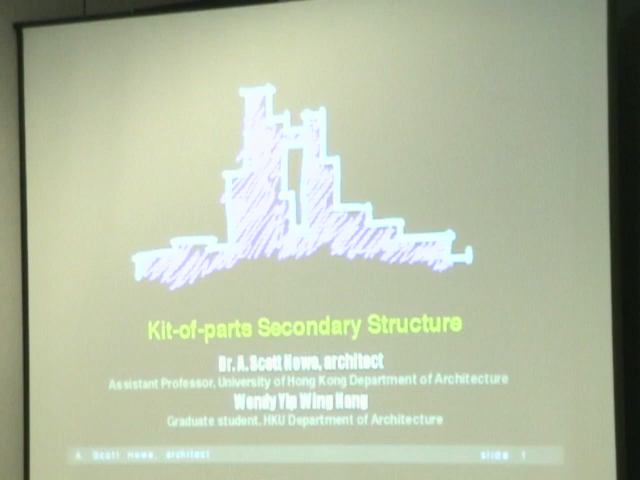 Kit-of-parts Secondary Structure
Dr. A. Scott Howe, architect
Assistant Professor, University of Hong Kong Department of Architecture
Wendy Yip Wing
Graduate student, HKU Department of Architecture
A. Scott Howe, architect
slide 1